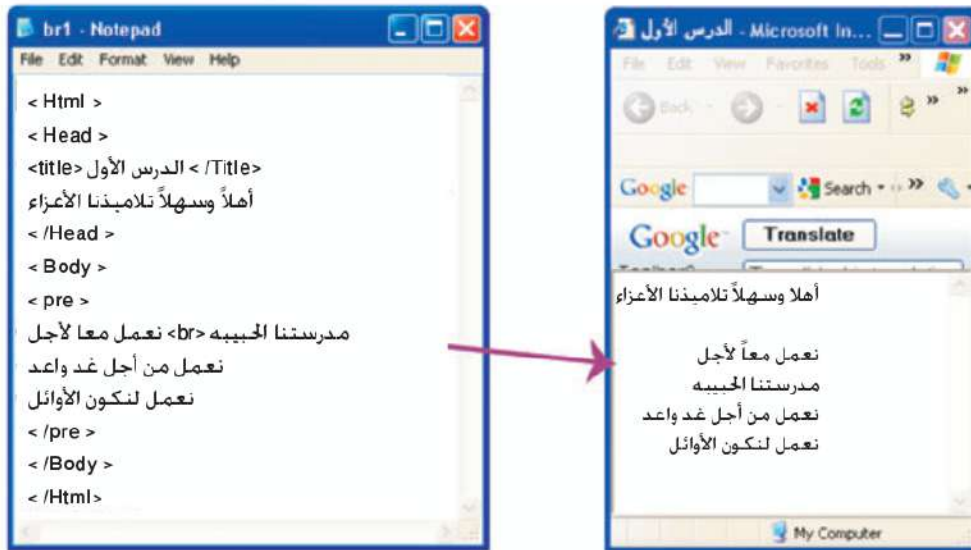 br1 - Notepad
File Edit Format View Help
< Html >
< Head >
<title> الدرس الأول < /Title>
أهلاً وسهلاً تلاميذنا الأعزاء
< /Head >
< Body >
< pre >
نعمل معا لأجل <br> مدرستنا الحبيبه
نعمل من أجل غد واعد
نعمل لنكون الأوائل
< /pre >
< /Body >
< /Html>
الدرس الأول - Microsoft In...
File Edit View Favorites Tools »
Back
Google Search
Google Translate
أهلا وسهلاً تلاميذنا الأعزاء
نعمل معاً لأجل
مدرستنا الحبيبه
نعمل من أجل غد واعد
نعمل لنكون الأوائل
My Computer